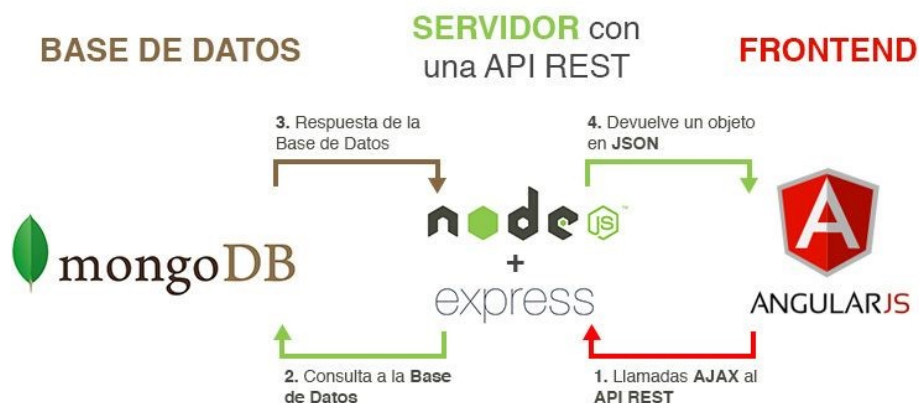 BASE DE DATOS
SERVIDOR con
una API REST
FRONTEND
3. Respuesta de la
Base de Datos
4. Devuelve un objeto
en JSON
mongoDB
node
JS
™
+
express
ANGULARJS
A
2. Consulta a la Base
de Datos
1. Llamadas AJAX al
API REST